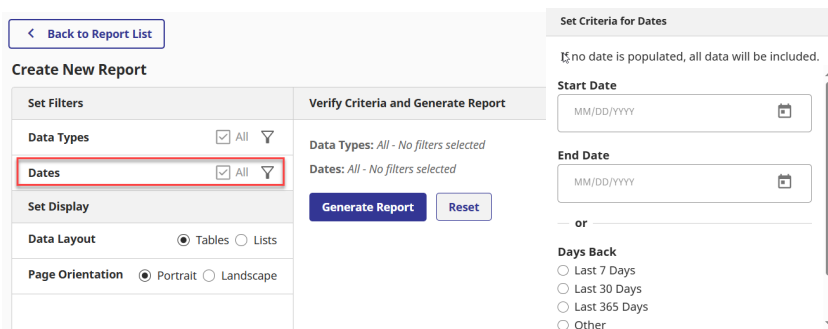 Back to Report List
Create New Report
Set Filters
Data Types All
Dates All
Set Display
Data Layout Tables Lists
Page Orientation Portrait Landscape
Verify Criteria and Generate Report
Data Types: All - No filters selected
Dates: All - No filters selected
Generate Report Reset
Set Criteria for Dates
If no date is populated, all data will be included.
Start Date
MM/DD/YYYY
End Date
MM/DD/YYYY
or
Days Back
Last 7 Days
Last 30 Days
Last 365 Days
Other